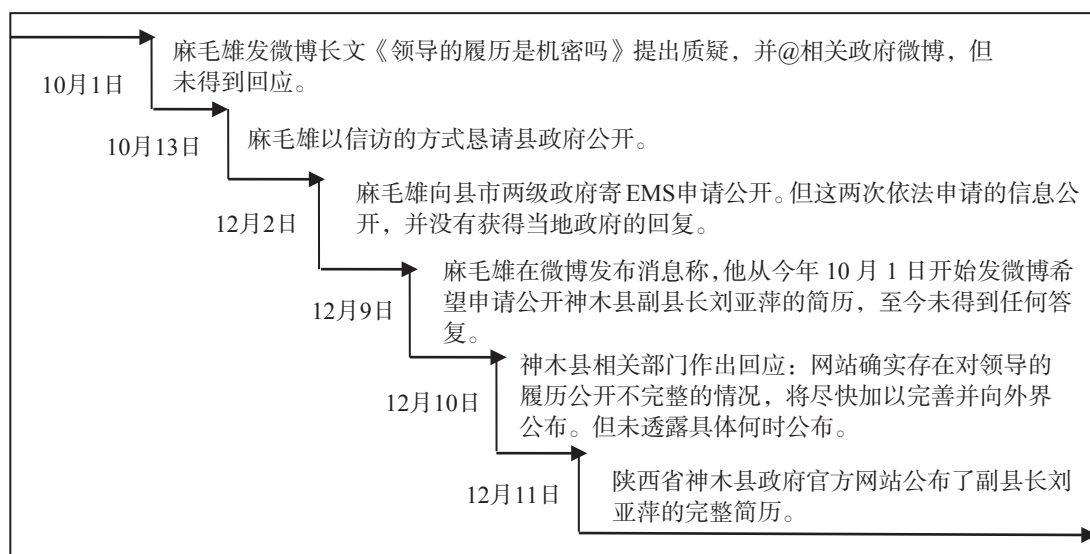 麻毛雄发微博长文《领导的履历是机密吗》提出质疑，并@相关政府微博，但
未得到回应。
10月1日
麻毛雄以信访的方式恳请县政府公开。
10月13日
麻毛雄向县市两级政府寄 EMS申请公开。但这两次依法申请的信息公
开，并没有获得当地政府的回复。
12月2日
麻毛雄在微博发布消息称，他从今年 10 月 1 日开始发微博希
望申请公开神木县副县长刘亚萍的简历，至今未得到任何答
复。
12月9日
神木县相关部门作出回应：网站确实存在对领导的
履历公开不完整的情况，将尽快加以完善并向外界
公布。但未透露具体何时公布。
12月10日
陕西省神木县政府官方网站公布了副县长刘
亚萍的完整简历。
12月11日